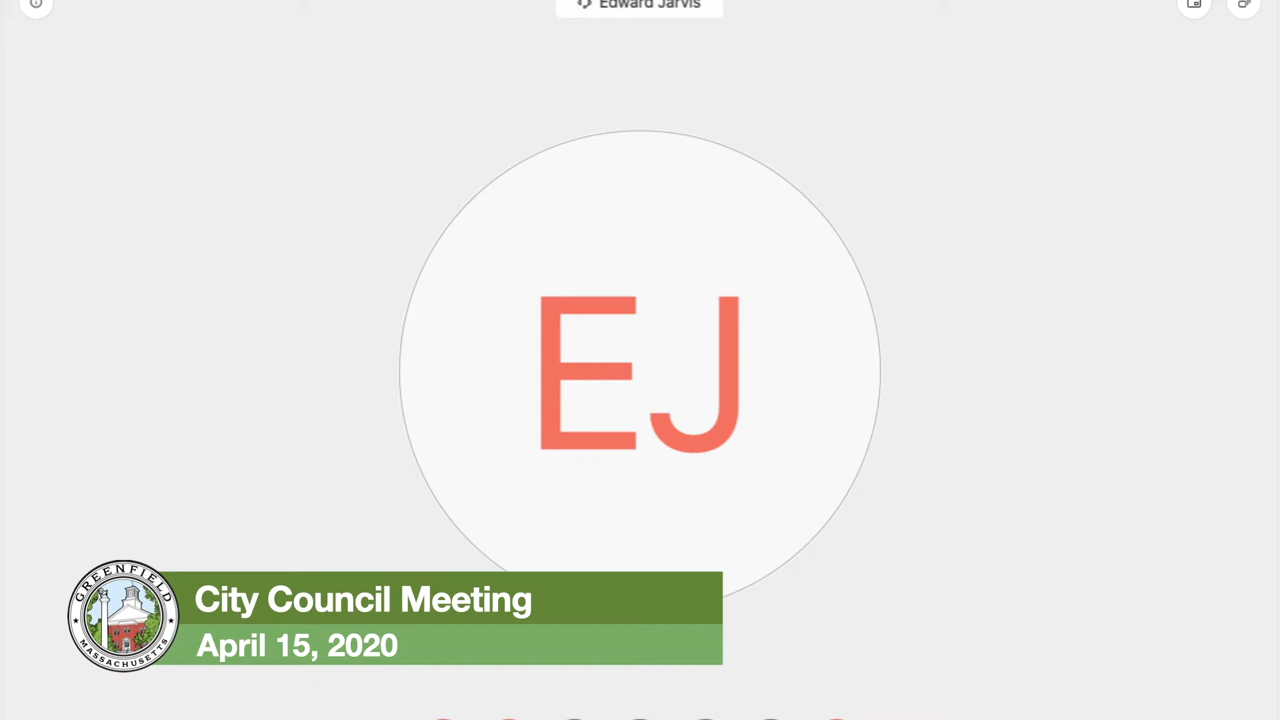 Edward Jarvis
EJ
GREENFIELD
MASSACHUSETTS
City Council Meeting
April 15, 2020